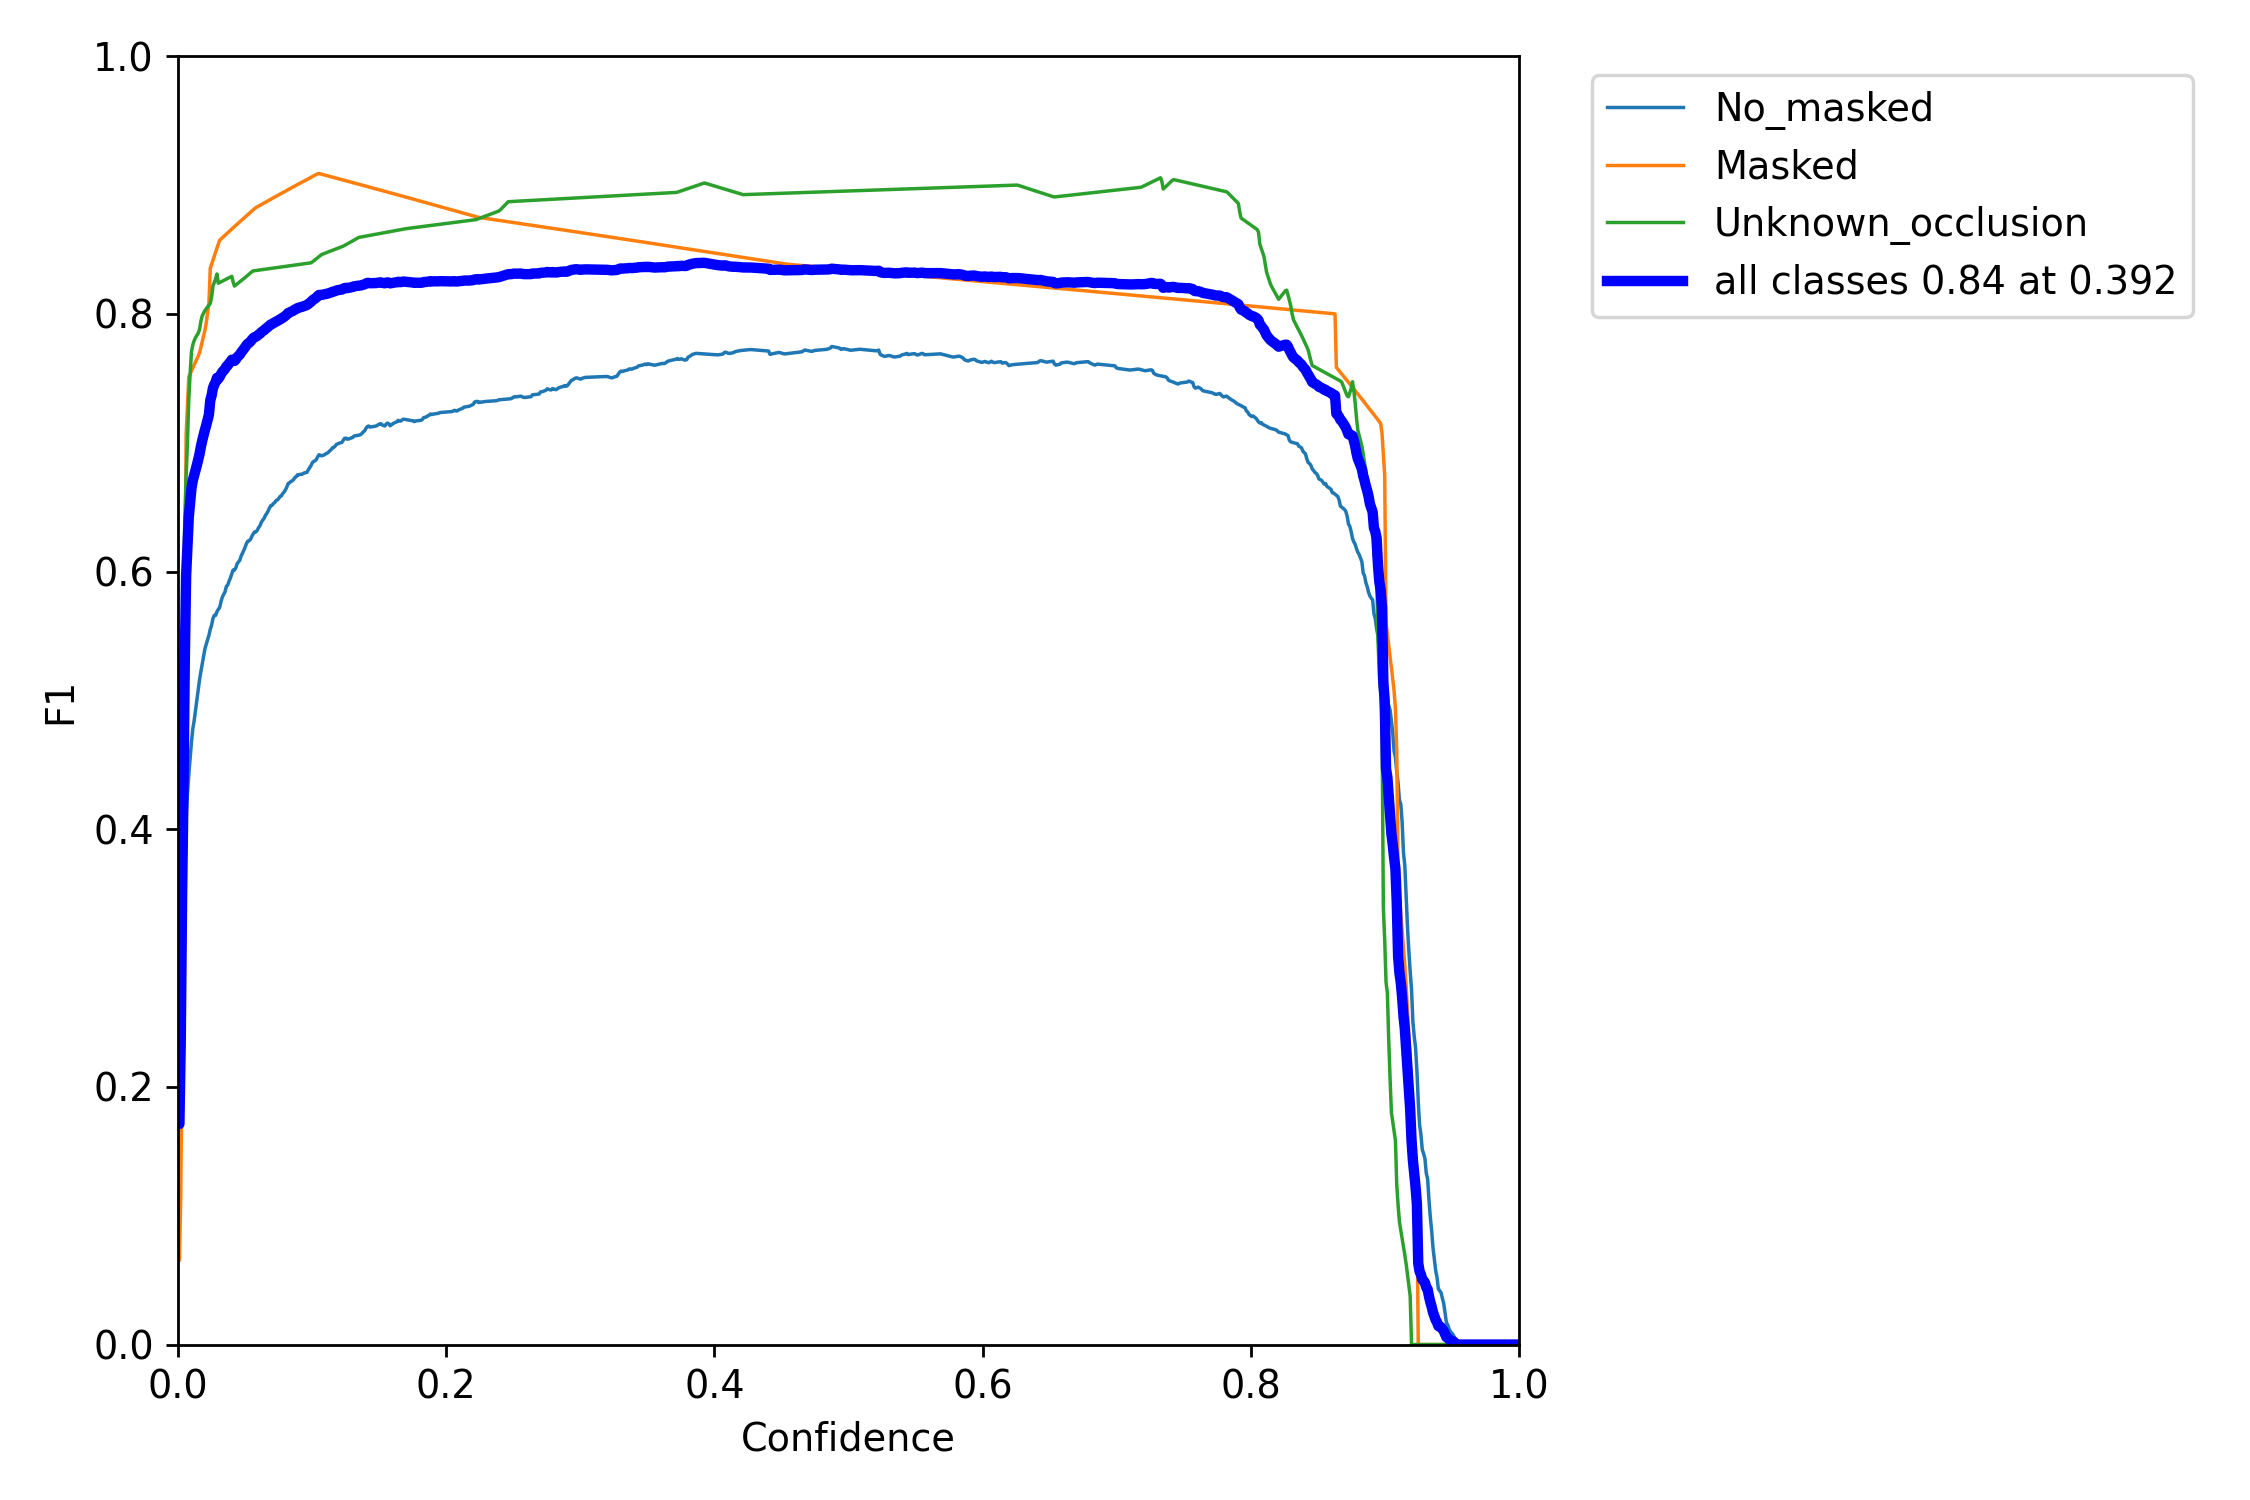 1.0
0.8
0.6
0.4
0.2
0.0
F1
0.0 0.2 0.4 0.6 0.8 1.0
Confidence
No_masked
Masked
Unknown_occlusion
all classes 0.84 at 0.392